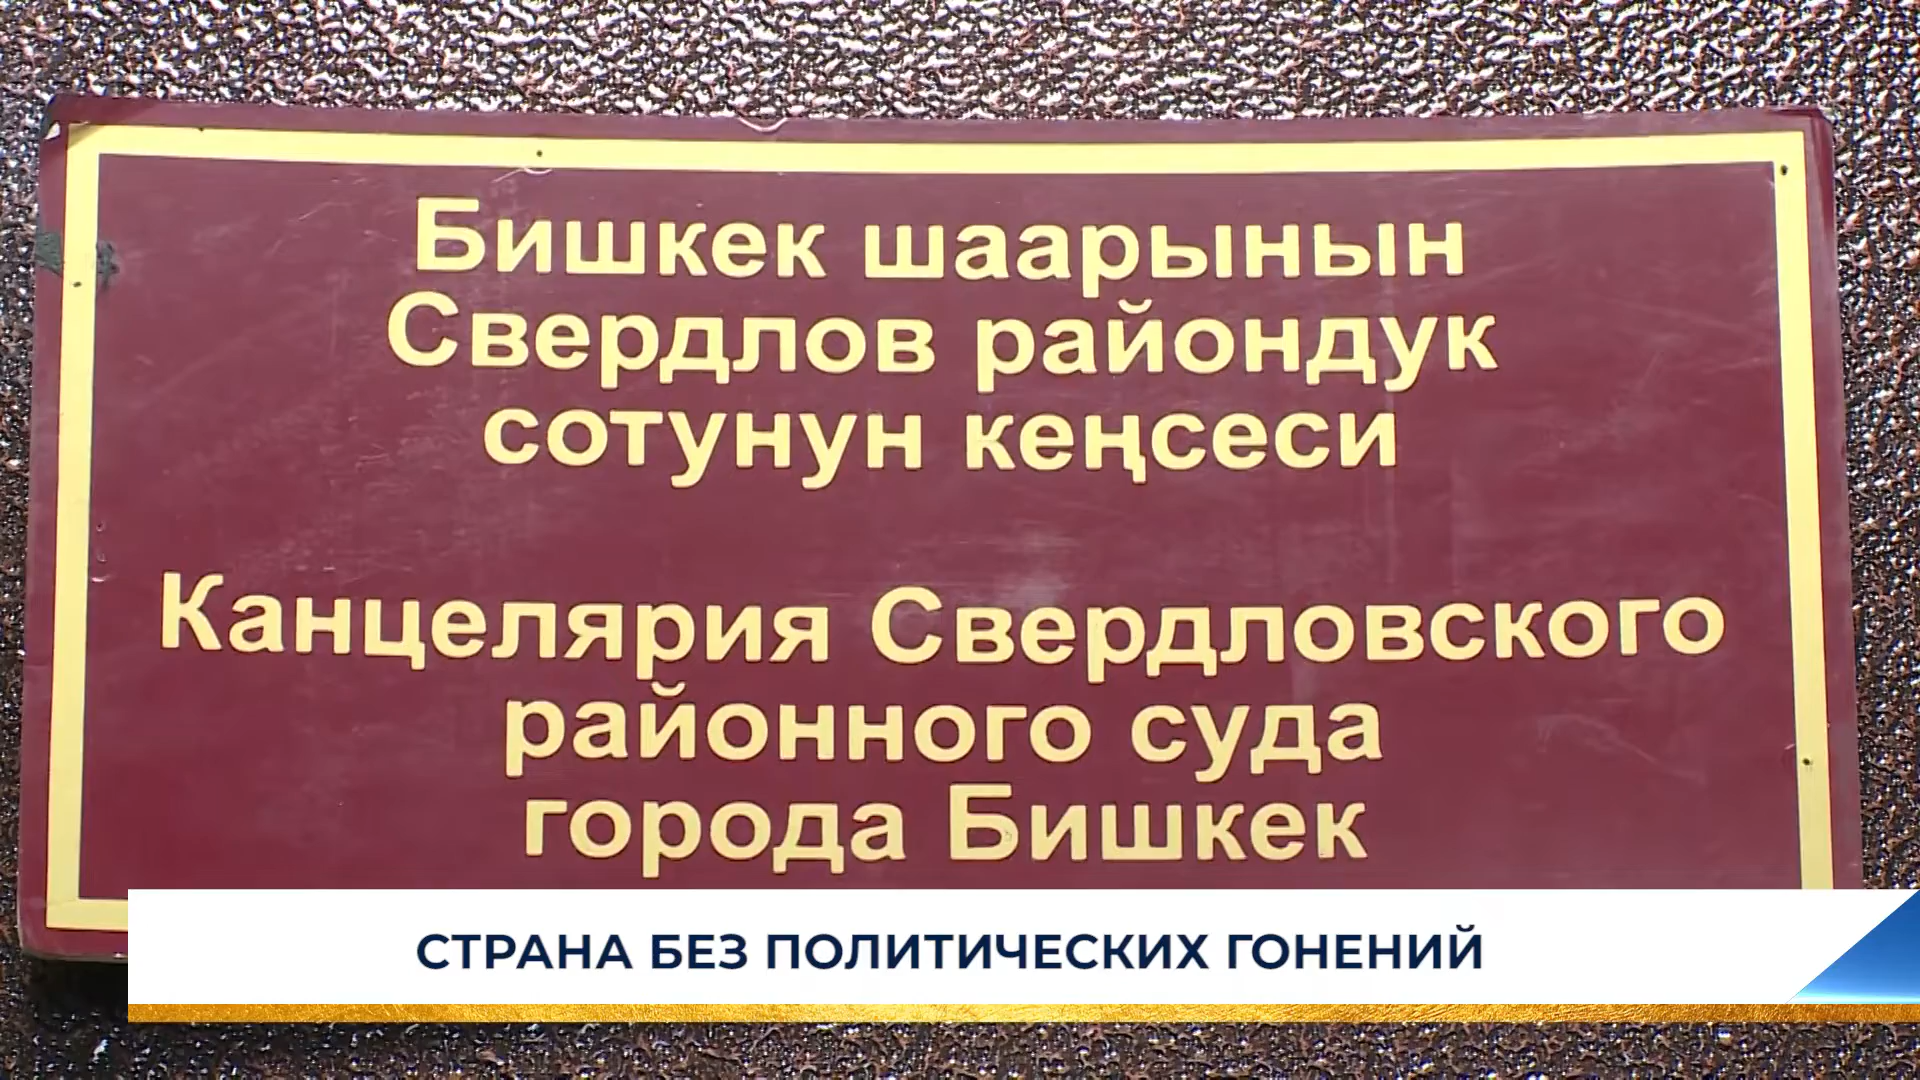 Бишкек шаарынын
Свердлов райондук
сотунун кеңсеси
Канцелярия Свердловского
районного суда
города Бишкек
СТРАНА БЕЗ ПОЛИТИЧЕСКИХ ГОНЕНИЙ